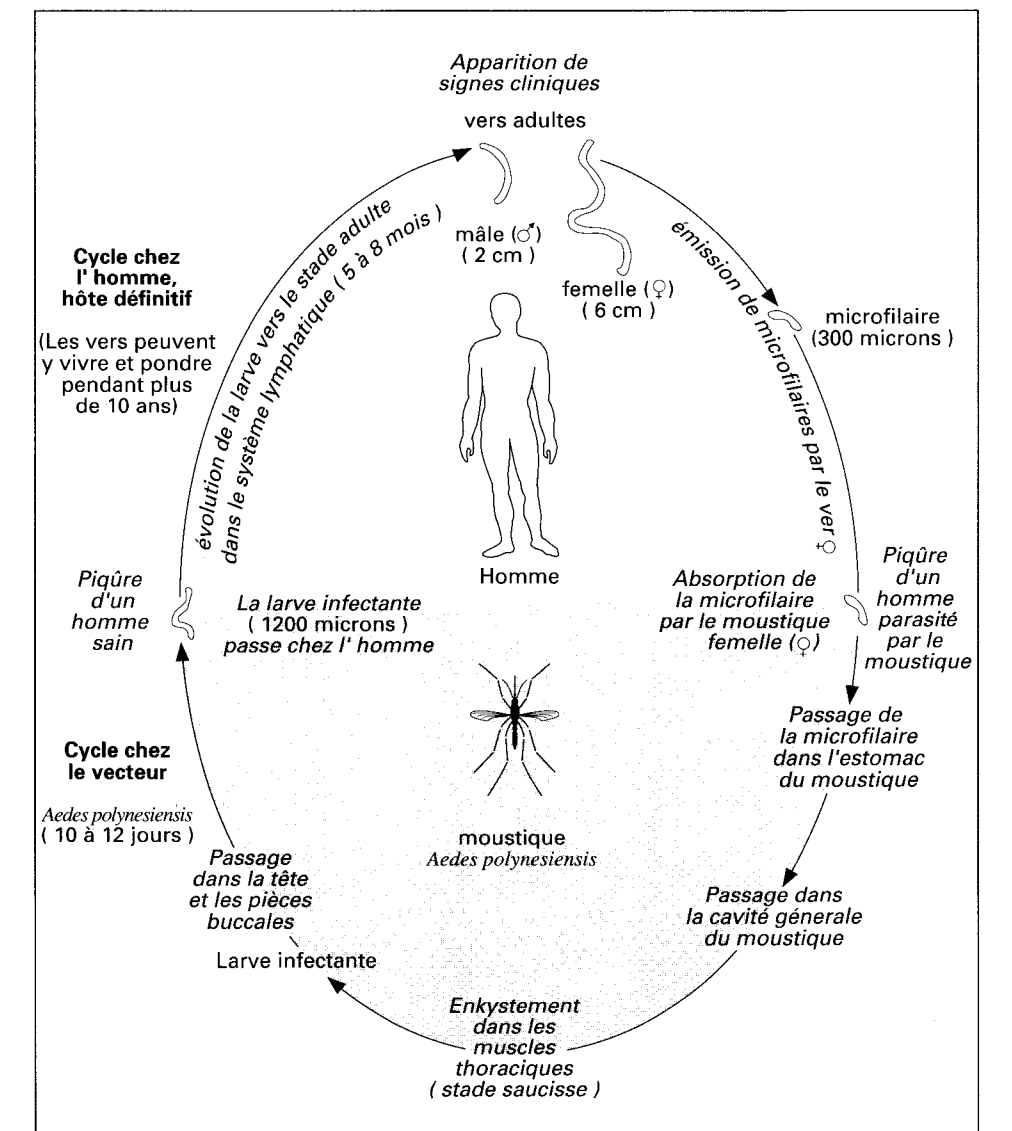 Apparition de
signes cliniques
vers adultes
mâle (♂)
( 2 cm )
femelle (♀)
( 6 cm )
émission de microfilaires par le ver ♀
microfilaire
(300 microns )
Cycle chez
l' homme,
hôte définitif
(Les vers peuvent
y vivre et pondre
pendant plus
de 10 ans)
évolution de la larve vers le stade adulte
dans le système lymphatique ( 5 à 8 mois )
Homme
Piqûre
d'un
homme
sain
La larve infectante
( 1200 microns )
passe chez l' homme
Absorption de
la microfilaire
par le moustique
femelle (♀)
Piqûre
d'un
homme
parasité
par le
moustique
Passage de
la microfilaire
dans l'estomac
du moustique
Cycle chez
le vecteur
Aedes polynesiensis
( 10 à 12 jours )
moustique
Aedes polynesiensis
Passage
dans la tête
et les pièces
buccales
Passage dans
la cavité génerale
du moustique
Larve infectante
Enkystement
dans les
muscles
thoraciques
( stade saucisse )